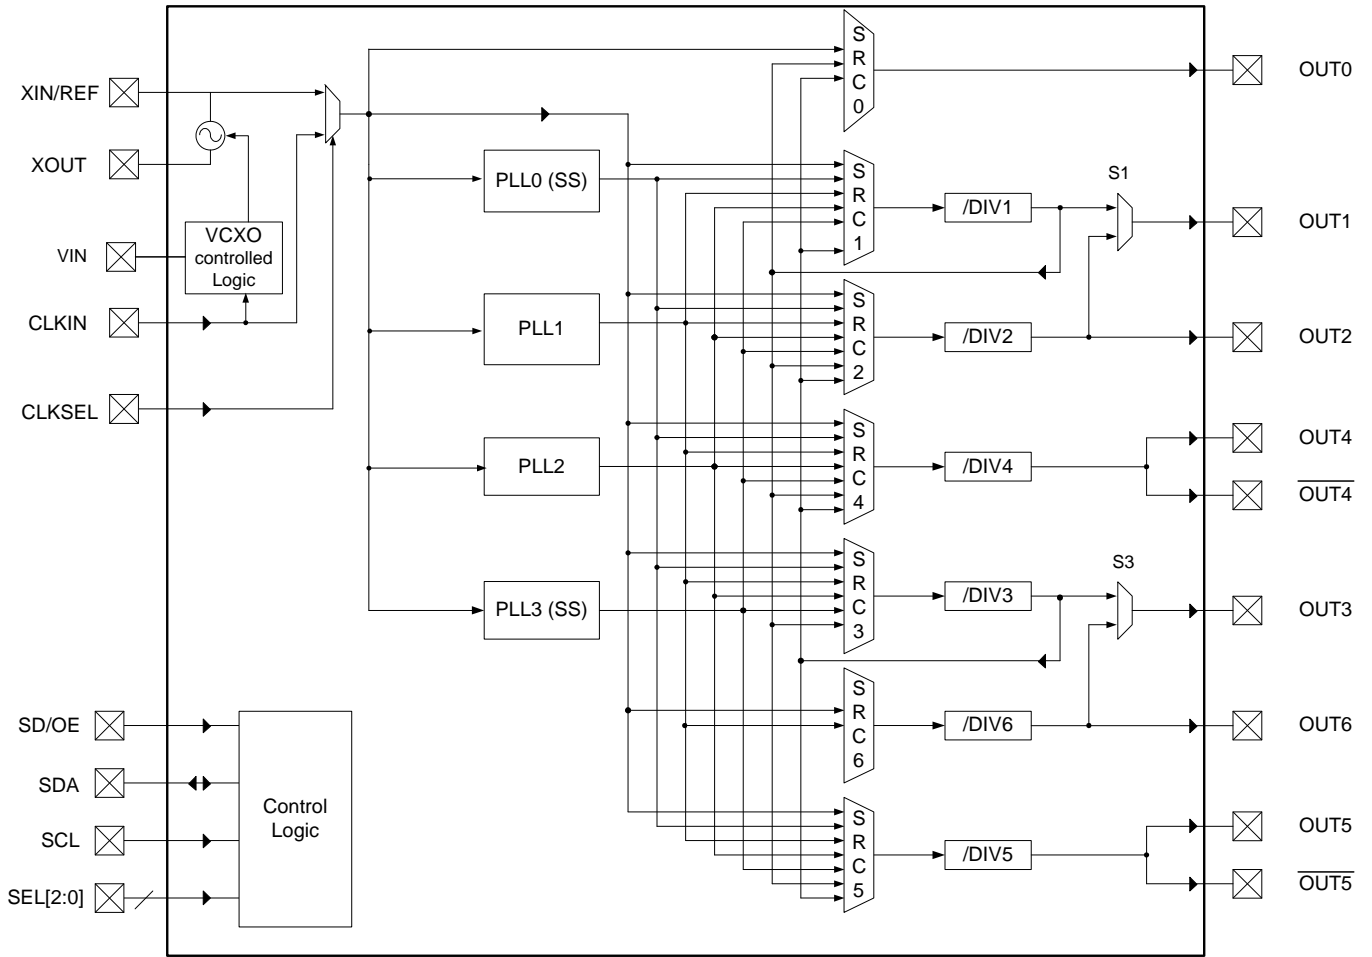 XIN/REF
XOUT
VIN
CLKIN
CLKSEL
SD/OE
SDA
SCL
SEL[2:0]
VCXO
controlled
Logic
Control
Logic
PLL0 (SS)
PLL1
PLL2
PLL3 (SS)
S
R
C
0
S
R
C
1
S
R
C
2
S
R
C
4
S
R
C
3
S
R
C
6
S
R
C
5
/DIV1
/DIV2
/DIV4
/DIV3
/DIV6
/DIV5
S1
S3
OUT0
OUT1
OUT2
OUT4
OUT4
OUT3
OUT6
OUT5
OUT5